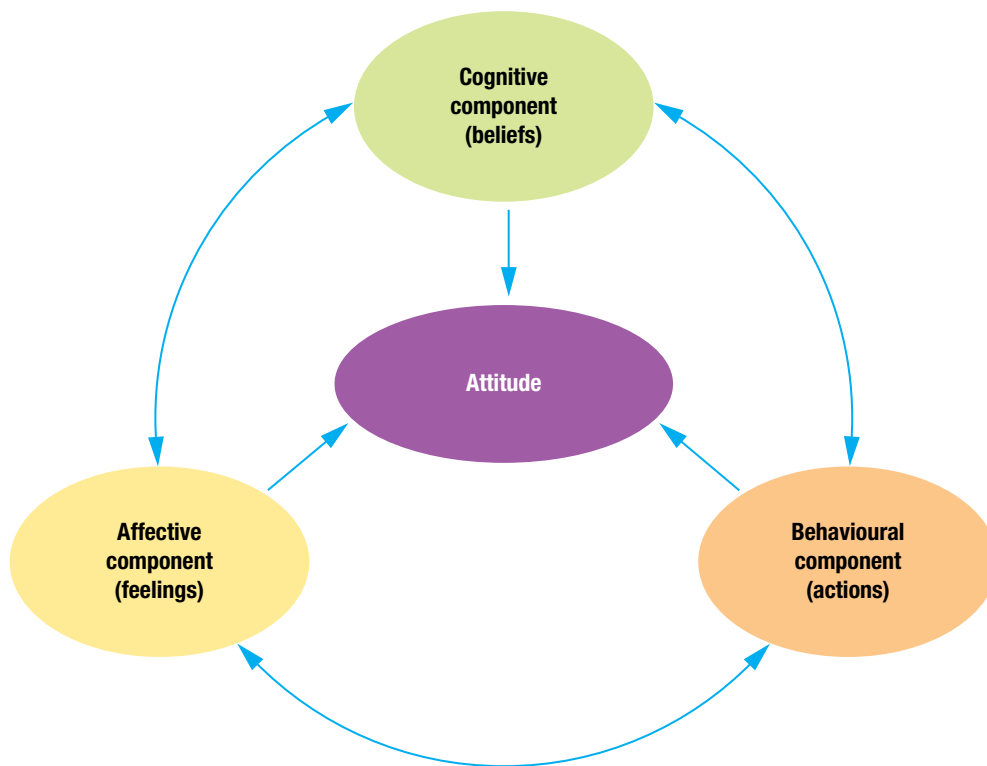 Cognitive
component
(beliefs)
Attitude
Affective
component
(feelings)
Behavioural
component
(actions)